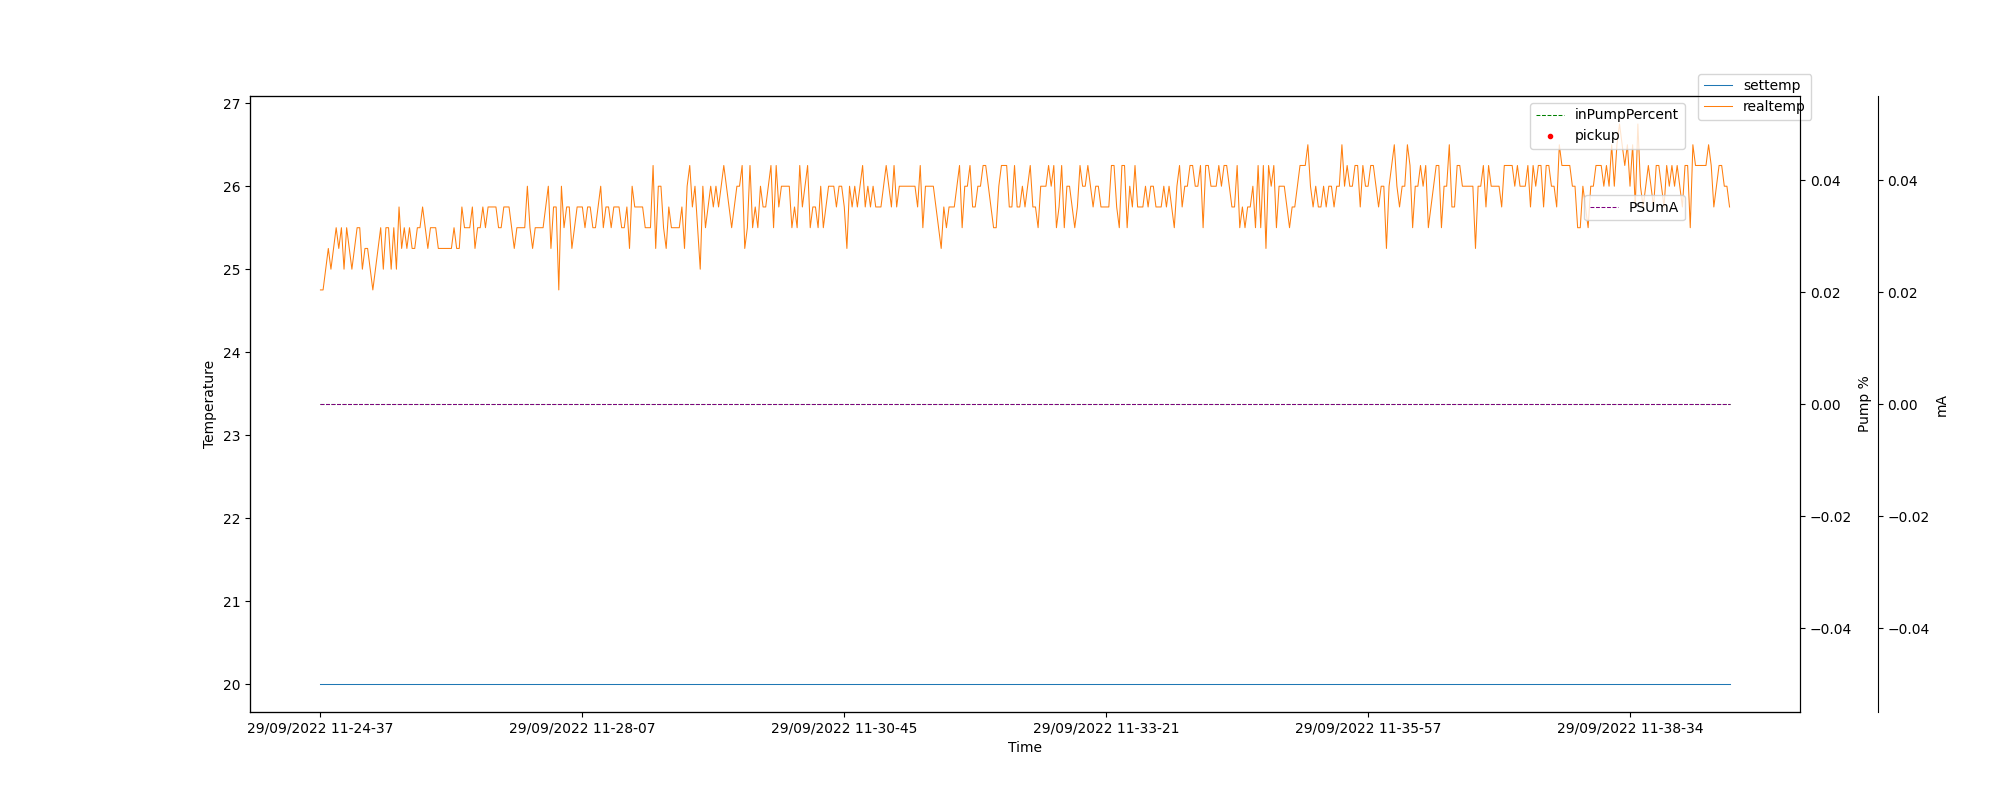 settemp
realtemp
inPumpPercent
pickup
PSUmA
27
26
25
24
23
22
21
20
Temperature
0.04
0.02
0.00
−0.02
−0.04
Pump %
0.04
0.02
0.00
−0.02
−0.04
mA
29/09/2022 11-24-37
29/09/2022 11-28-07
29/09/2022 11-30-45
29/09/2022 11-33-21
29/09/2022 11-35-57
29/09/2022 11-38-34
Time